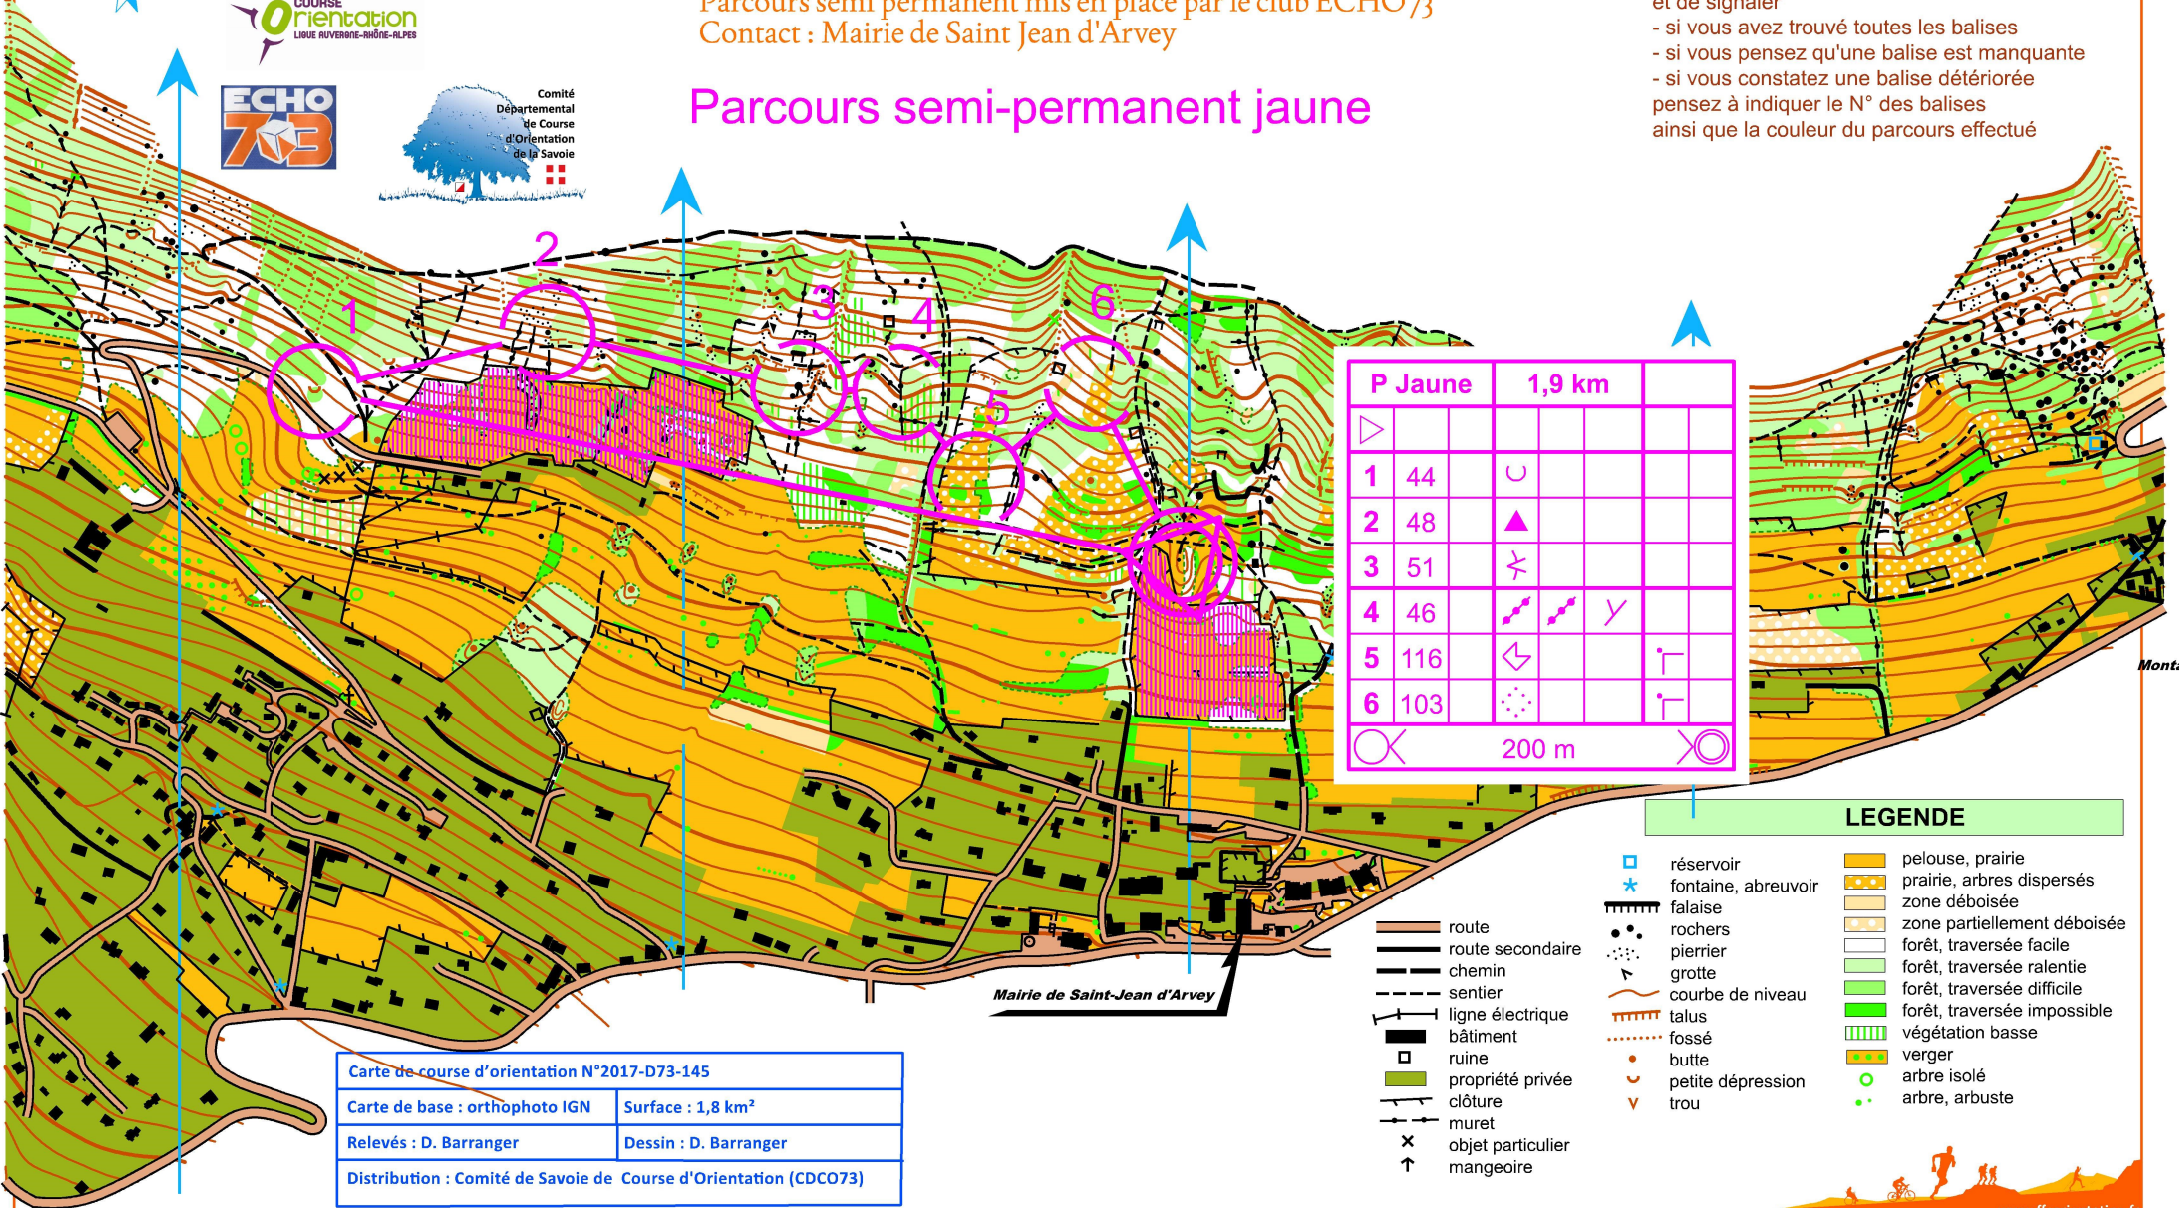 COURSE
Orientation
LIGUE AUVERGNE-RHÔNE-ALPES
Parcours semi permanent mis en place par le club ECHO73
Contact : Mairie de Saint Jean d'Arvey
et de signaler
- si vous avez trouvé toutes les balises
- si vous pensez qu'une balise est manquante
- si vous constatez une balise détériorée
pensez à indiquer le N° des balises
ainsi que la couleur du parcours effectué
ECHO
73
Comité
Départemental
de Course
d'Orientation
de la Savoie
Parcours semi-permanent jaune
1
2
3
4
5
6
P Jaune 1,9 km
1 44
2 48
3 51
4 46
5 116
6 103
200 m
Mairie de Saint-Jean d'Arvey
LEGENDE
route
route secondaire
chemin
sentier
ligne électrique
bâtiment
ruine
propriété privée
clôture
muret
objet particulier
mangeoire
réservoir
fontaine, abreuvoir
falaise
rochers
pierrier
grotte
courbe de niveau
talus
fossé
butte
petite dépression
trou
pelouse, prairie
prairie, arbres dispersés
zone déboisée
zone partiellement déboisée
forêt, traversée facile
forêt, traversée ralentie
forêt, traversée difficile
forêt, traversée impossible
végétation basse
verger
arbre isolé
arbre, arbuste
Carte de course d'orientation N°2017-D73-145
Carte de base : orthophoto IGN Surface : 1,8 km²
Relevés : D. Barranger Dessin : D. Barranger
Distribution : Comité de Savoie de Course d'Orientation (CDCO73)